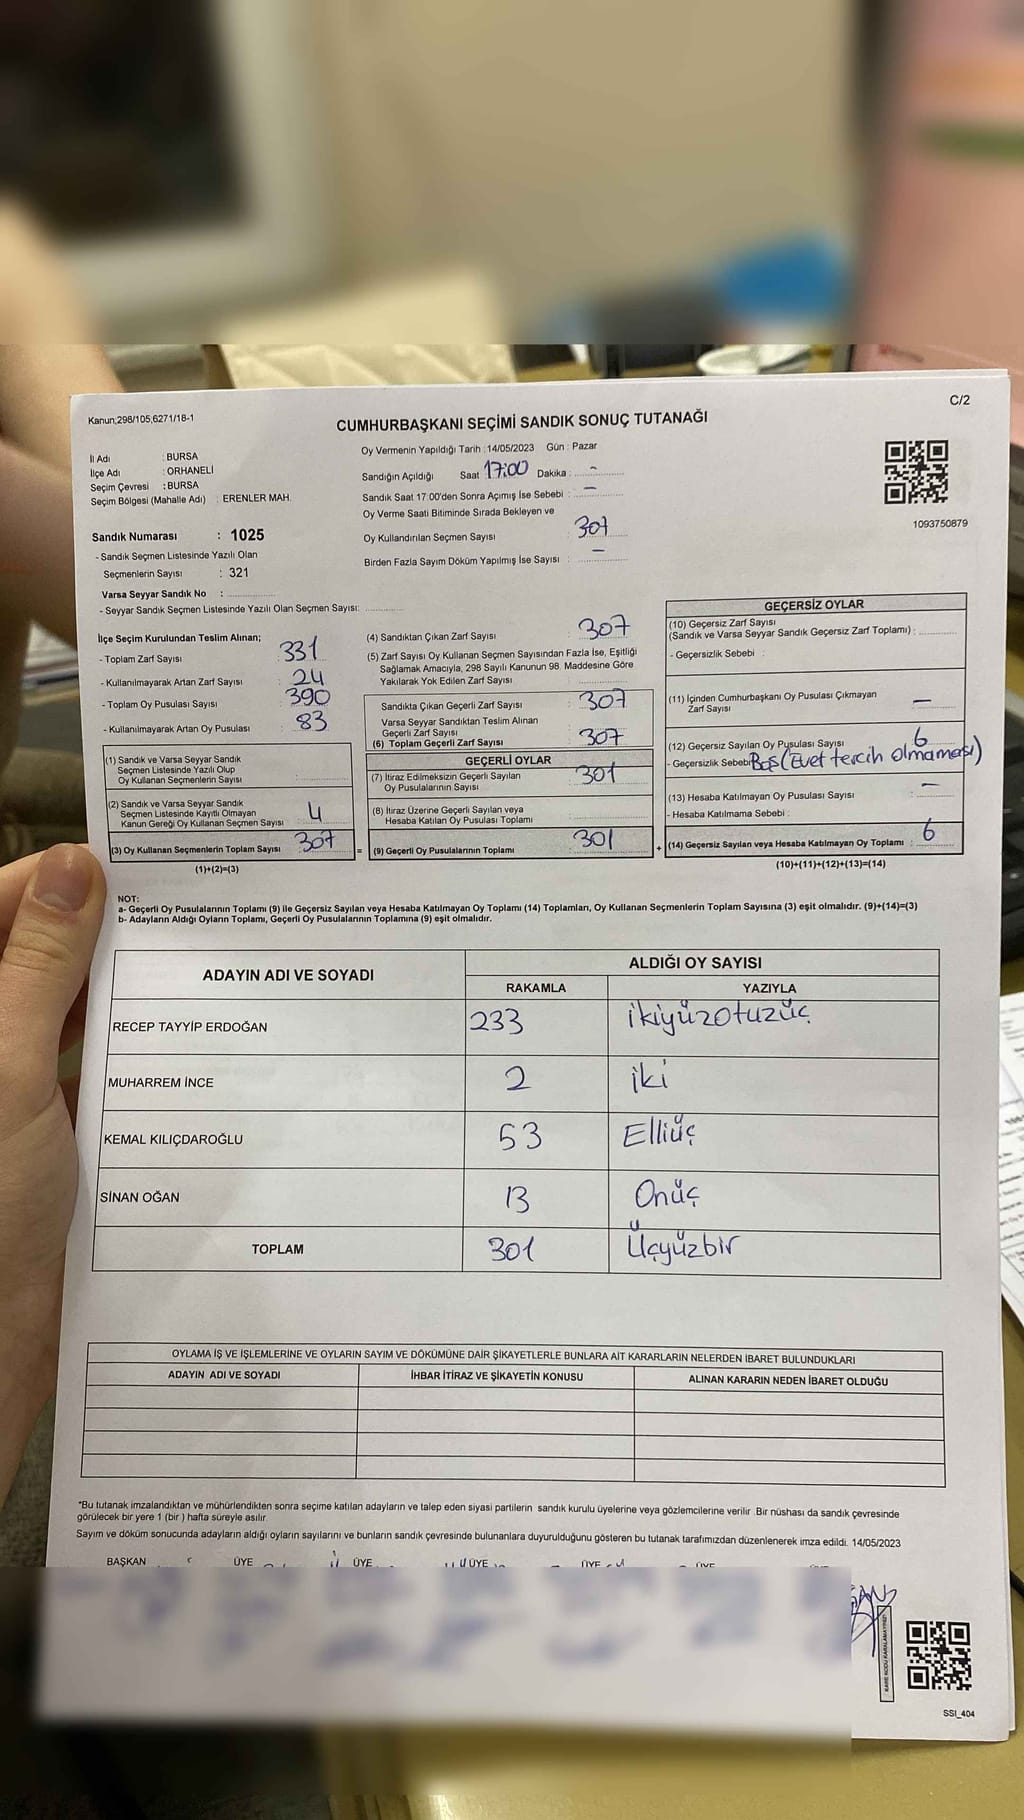 Kanun;298/105;6271/18-1
C/2
CUMHURBAŞKANI SEÇİMİ SANDIK SONUÇ TUTANAĞI
İl Adı : BURSA
İlçe Adı : ORHANELİ
Seçim Çevresi : BURSA
Seçim Bölgesi (Mahalle Adı) : ERENLER MAH.
Sandık Numarası : 1025
- Sandık Seçmen Listesinde Yazılı Olan
Seçmenlerin Sayısı : 321
Varsa Seyyar Sandık No :
- Seyyar Sandık Seçmen Listesinde Yazılı Olan Seçmen Sayısı:
Oy Vermenin Yapıldığı Tarih : 14/05/2023 Gün : Pazar
Sandığın Açıldığı Saat 17:00 Dakika : -
Sandık Saat 17:00'den Sonra Açımış İse Sebebi : -
Oy Verme Saati Bitiminde Sırada Bekleyen ve
Oy Kullandırılan Seçmen Sayısı : 307
Birden Fazla Sayım Döküm Yapılmış İse Sayısı : -
1093750879
İlçe Seçim Kurulundan Teslim Alınan;
- Toplam Zarf Sayısı : 331
- Kullanılmayarak Artan Zarf Sayısı : 24
- Toplam Oy Pusulası Sayısı : 390
- Kullanılmayarak Artan Oy Pusulası : 83
(1) Sandık ve Varsa Seyyar Sandık
Seçmen Listesinde Yazılı Olup
Oy Kullanan Seçmenlerin Sayısı :
(2) Sandık ve Varsa Seyyar Sandık
Seçmen Listesinde Kayıtlı Olmayan
Kanun Gereği Oy Kullanan Seçmen Sayısı : 4
(3) Oy Kullanan Seçmenlerin Toplam Sayısı : 307
(1)+(2)=(3)
(4) Sandıktan Çıkan Zarf Sayısı : 307
(5) Zarf Sayısı Oy Kullanan Seçmen Sayısından Fazla İse, Eşitliği
Sağlamak Amacıyla, 298 Sayılı Kanunun 98. Maddesine Göre
Yakılarak Yok Edilen Zarf Sayısı :
Sandıkta Çıkan Geçerli Zarf Sayısı : 307
Varsa Seyyar Sandıktan Teslim Alınan
Geçerli Zarf Sayısı :
(6) Toplam Geçerli Zarf Sayısı : 307
=
GEÇERLİ OYLAR
(7) İtiraz Edilmeksizin Geçerli Sayılan
Oy Pusulalarının Sayısı : 301
(8) İtiraz Üzerine Geçerli Sayılan veya
Hesaba Katılan Oy Pusulası Toplamı :
(9) Geçerli Oy Pusulalarının Toplamı : 301
+
GEÇERSİZ OYLAR
(10) Geçersiz Zarf Sayısı
(Sandık ve Varsa Seyyar Sandık Geçersiz Zarf Toplamı) :
- Geçersizlik Sebebi :
(11) İçinden Cumhurbaşkanı Oy Pusulası Çıkmayan
Zarf Sayısı : -
(12) Geçersiz Sayılan Oy Pusulası Sayısı : 6
- Geçersizlik Sebebi Boş (Evet tercih olmaması)
(13) Hesaba Katılmayan Oy Pusulası Sayısı : -
- Hesaba Katılmama Sebebi :
(14) Geçersiz Sayılan veya Hesaba Katılmayan Oy Toplamı : 6
(10)+(11)+(12)+(13)=(14)
NOT:
a- Geçerli Oy Pusulalarının Toplamı (9) ile Geçersiz Sayılan veya Hesaba Katılmayan Oy Toplamı (14) Toplamları, Oy Kullanan Seçmenlerin Toplam Sayısına (3) eşit olmalıdır. (9)+(14)=(3)
b- Adayların Aldığı Oyların Toplamı, Geçerli Oy Pusulalarının Toplamına (9) eşit olmalıdır.
ADAYIN ADI VE SOYADI
ALDIĞI OY SAYISI
RAKAMLA YAZIYLA
RECEP TAYYİP ERDOĞAN 233 ikiyüzotuzüç
MUHARREM İNCE 2 iki
KEMAL KILIÇDAROĞLU 53 Elliüç
SİNAN OĞAN 13 Onüç
TOPLAM 301 Üçyüzbir
OYLAMA İŞ VE İŞLEMLERİNE VE OYLARIN SAYIM VE DÖKÜMÜNE DAİR ŞİKAYETLERLE BUNLARA AİT KARARLARIN NELERDEN İBARET BULUNDUKLARI
ADAYIN ADI VE SOYADI İHBAR İTİRAZ VE ŞİKAYETİN KONUSU ALINAN KARARIN NEDEN İBARET OLDUĞU
*Bu tutanak imzalandıktan ve mühürlendikten sonra seçime katılan adayların ve talep eden siyasi partilerin sandık kurulu üyelerine veya gözlemcilerine verilir. Bir nüshası da sandık çevresinde
görülecek bir yere 1 (bir ) hafta süreyle asılır.
Sayım ve döküm sonucunda adayların aldığı oyların sayılarını ve bunların sandık çevresinde bulunanlara duyurulduğunu gösteren bu tutanak tarafımızdan düzenlenerek imza edildi. 14/05/2023
BAŞKAN ÜYE ÜYE ÜYE ÜYE ÜYE
SSI_404